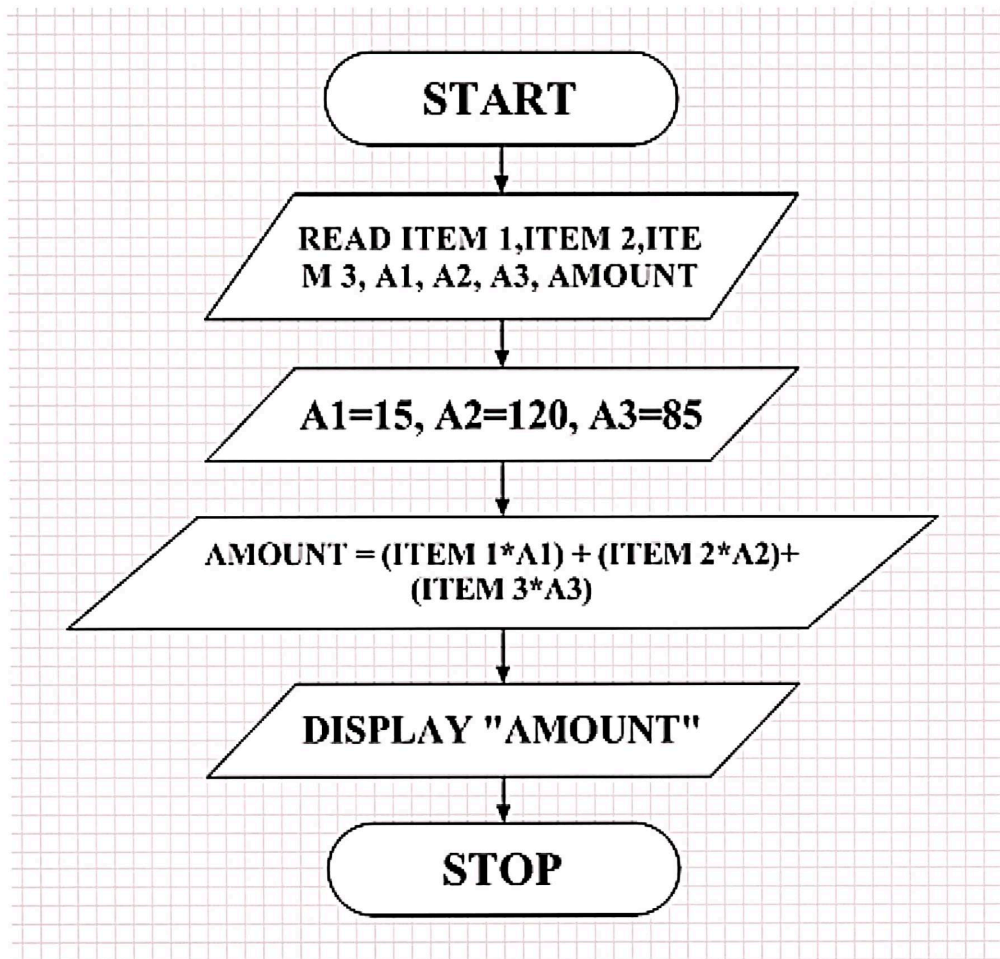 START
READ ITEM 1,ITEM 2,ITE
M 3, A1, A2, A3, AMOUNT
A1=15, A2=120, A3=85
AMOUNT = (ITEM 1*A1) + (ITEM 2*A2)+
(ITEM 3*A3)
DISPLAY "AMOUNT"
STOP